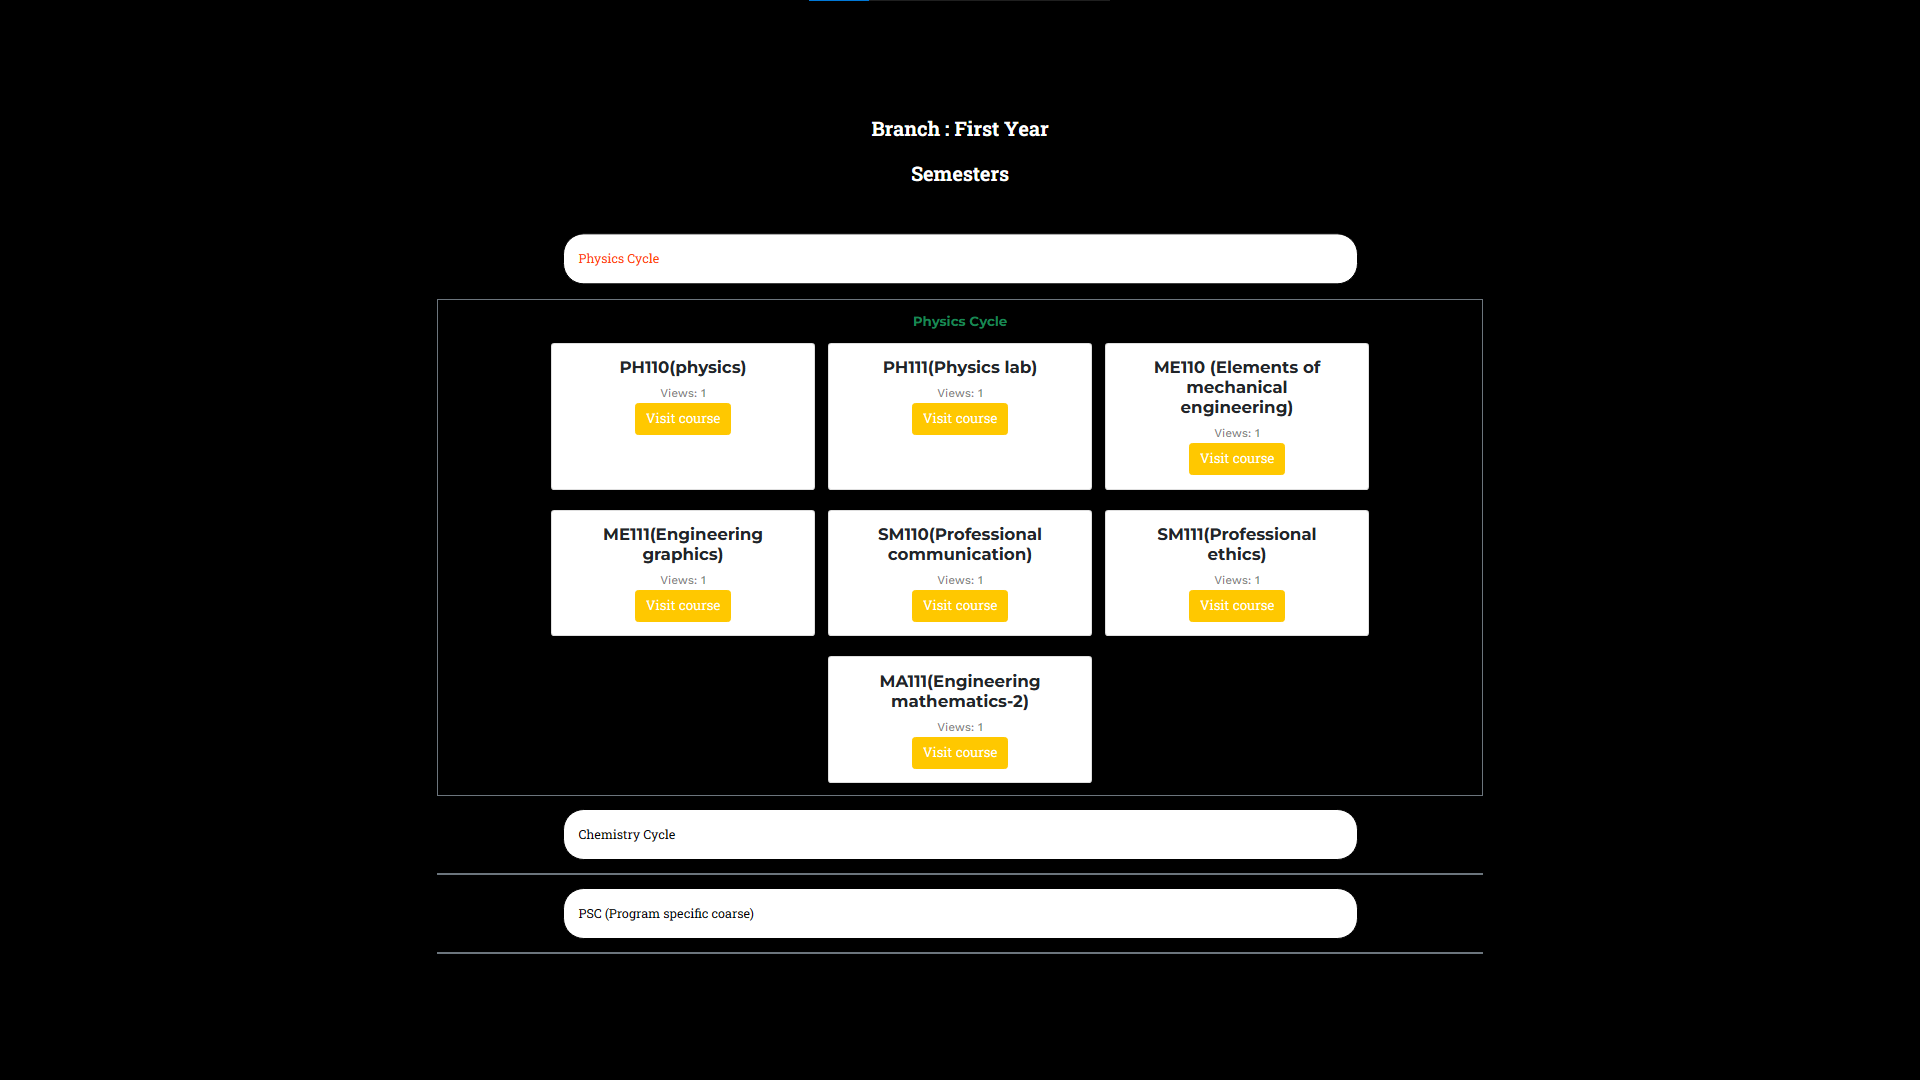 Branch : First Year
Semesters
Physics Cycle
Physics Cycle
PH110(physics)
Views: 1
Visit course
PH111(Physics lab)
Views: 1
Visit course
ME110 (Elements of
mechanical
engineering)
Views: 1
Visit course
ME111(Engineering
graphics)
Views: 1
Visit course
SM110(Professional
communication)
Views: 1
Visit course
SM111(Professional
ethics)
Views: 1
Visit course
MA111(Engineering
mathematics-2)
Views: 1
Visit course
Chemistry Cycle
PSC (Program specific coarse)